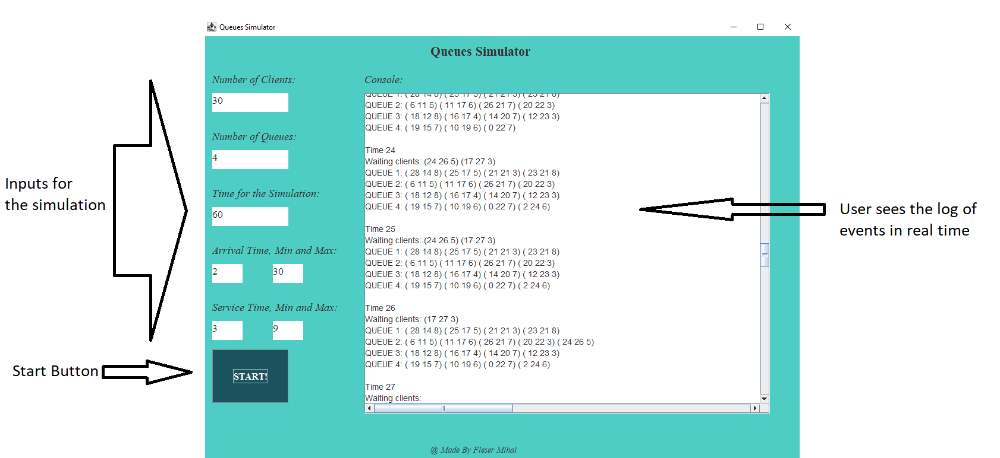 Queues Simulator
Queues Simulator
Number of Clients:
30
Number of Queues:
4
Time for the Simulation:
60
Arrival Time, Min and Max:
2 30
Service Time, Min and Max:
3 9
START!
Console:
QUEUE 1: ( 28 14 8) ( 25 17 5) ( 21 21 3) ( 23 21 8)
QUEUE 2: ( 6 11 5) ( 11 17 6) ( 26 21 7) ( 20 22 3)
QUEUE 3: ( 18 12 8) ( 16 17 4) ( 14 20 7) ( 12 23 3)
QUEUE 4: ( 19 15 7) ( 10 19 6) ( 0 22 7)
Time 24
Waiting clients: (24 26 5) (17 27 3)
QUEUE 1: ( 28 14 8) ( 25 17 5) ( 21 21 3) ( 23 21 8)
QUEUE 2: ( 6 11 5) ( 11 17 6) ( 26 21 7) ( 20 22 3)
QUEUE 3: ( 18 12 8) ( 16 17 4) ( 14 20 7) ( 12 23 3)
QUEUE 4: ( 19 15 7) ( 10 19 6) ( 0 22 7) ( 2 24 6)
Time 25
Waiting clients: (24 26 5) (17 27 3)
QUEUE 1: ( 28 14 8) ( 25 17 5) ( 21 21 3) ( 23 21 8)
QUEUE 2: ( 6 11 5) ( 11 17 6) ( 26 21 7) ( 20 22 3)
QUEUE 3: ( 18 12 8) ( 16 17 4) ( 14 20 7) ( 12 23 3)
QUEUE 4: ( 19 15 7) ( 10 19 6) ( 0 22 7) ( 2 24 6)
Time 26
Waiting clients: (17 27 3)
QUEUE 1: ( 28 14 8) ( 25 17 5) ( 21 21 3) ( 23 21 8)
QUEUE 2: ( 6 11 5) ( 11 17 6) ( 26 21 7) ( 20 22 3) ( 24 26 5)
QUEUE 3: ( 18 12 8) ( 16 17 4) ( 14 20 7) ( 12 23 3)
QUEUE 4: ( 19 15 7) ( 10 19 6) ( 0 22 7) ( 2 24 6)
Time 27
Waiting clients:
@ Made By Fleser Mihai
Inputs for
the simulation
Start Button
User sees the log of
events in real time